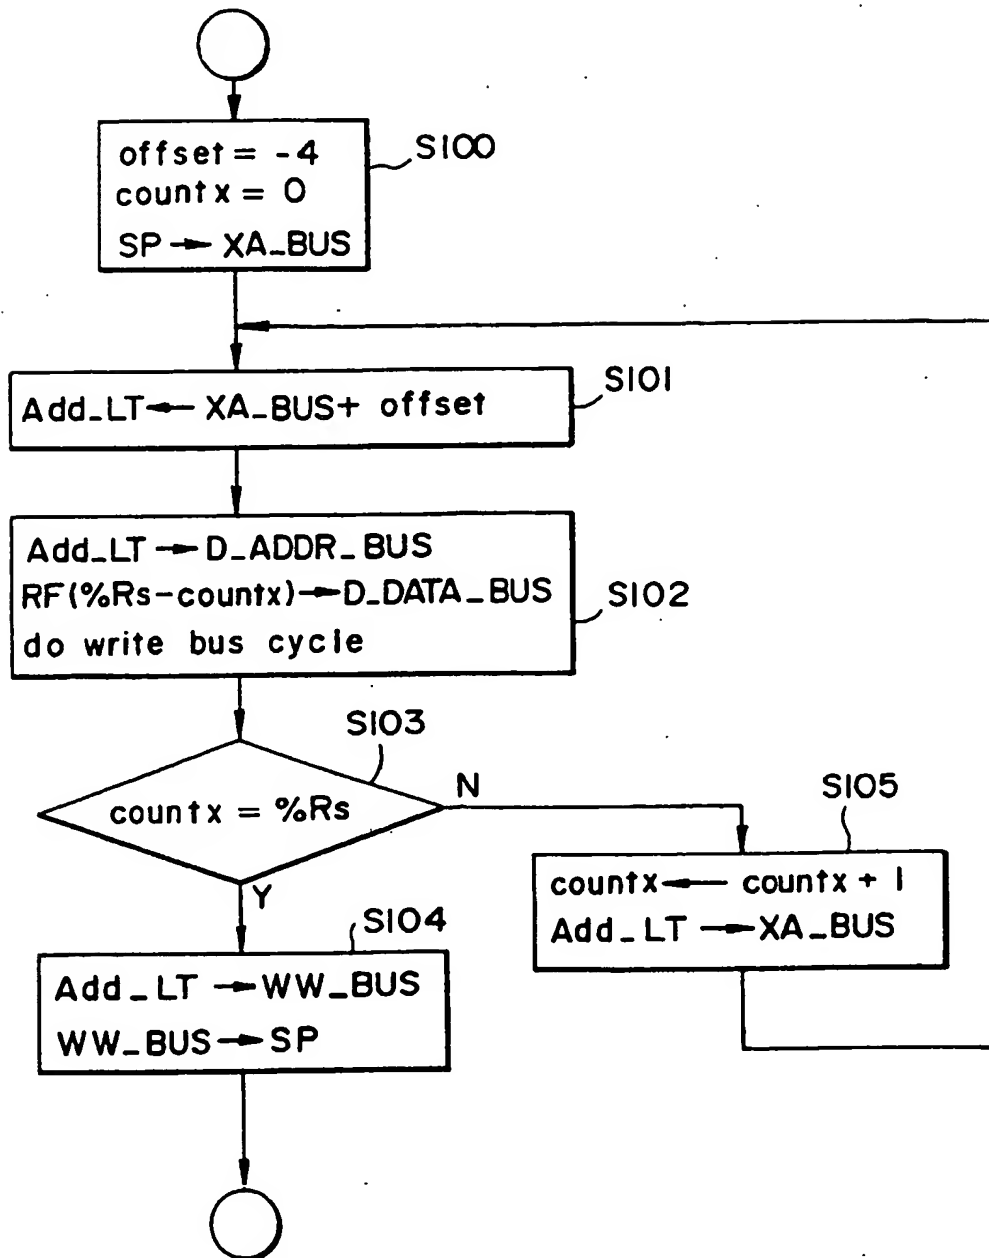 offset = -4
countx = 0
SP → XA_BUS
S100
Add_LT ← XA_BUS + offset
S101
Add_LT → D_ADDR_BUS
RF(%Rs-countx) → D_DATA_BUS
do write bus cycle
S102
S103
countx = %Rs
N
Y
S105
countx ← countx + 1
Add_LT → XA_BUS
S104
Add_LT → WW_BUS
WW_BUS → SP